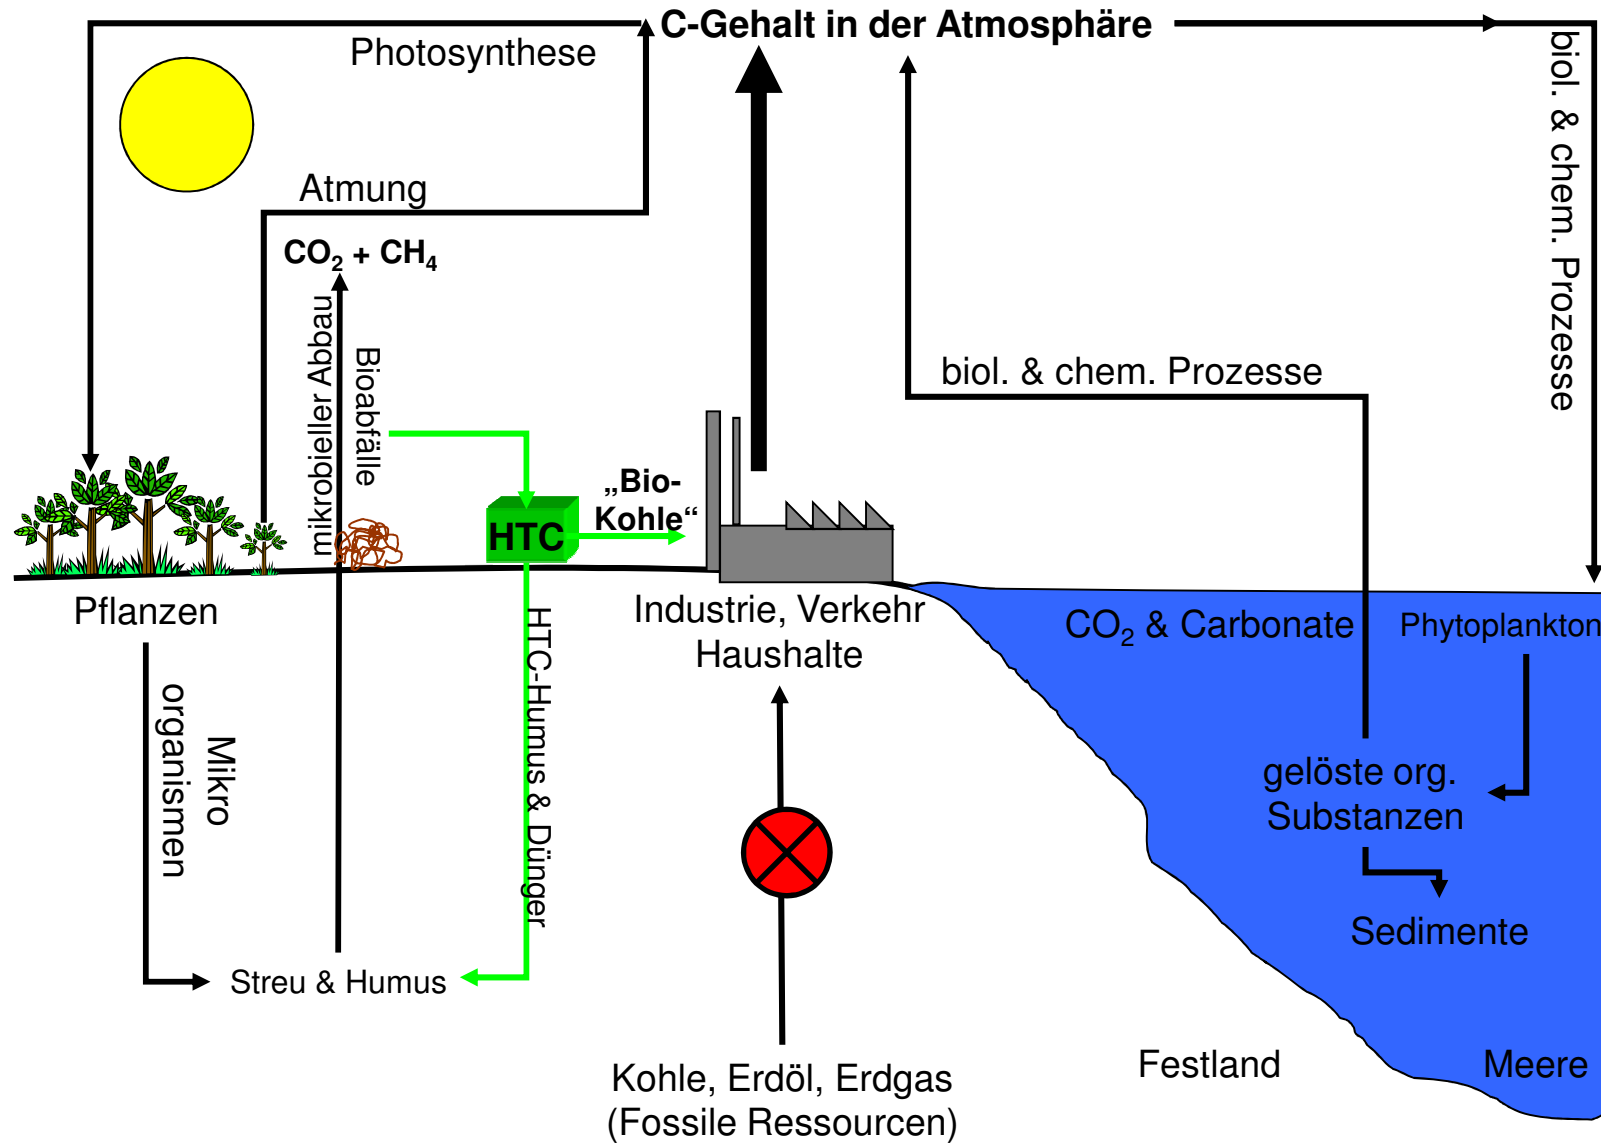 C-Gehalt in der Atmosphäre
Photosynthese
biol. & chem. Prozesse
Atmung
CO₂ + CH₄
mikrobieller Abbau
Bioabfälle
biol. & chem. Prozesse
„Bio-
Kohle“
HTC
Pflanzen
Industrie, Verkehr
Haushalte
CO₂ & Carbonate
Phytoplankton
HTC-Humus & Dünger
Mikro
organismen
gelöste org.
Substanzen
Sedimente
Streu & Humus
Festland
Meere
Kohle, Erdöl, Erdgas
(Fossile Ressourcen)